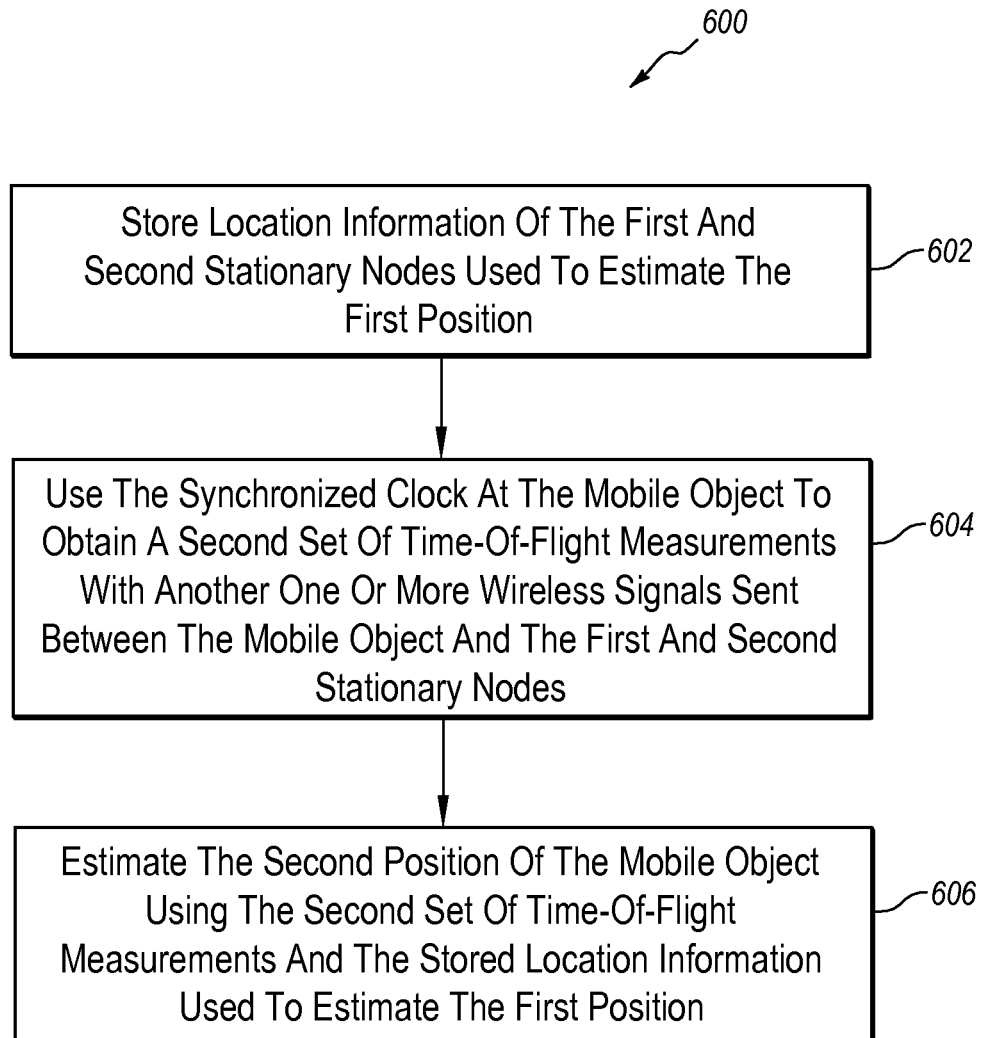 600
Store Location Information Of The First And
Second Stationary Nodes Used To Estimate The
First Position
602
Use The Synchronized Clock At The Mobile Object To
Obtain A Second Set Of Time-Of-Flight Measurements
With Another One Or More Wireless Signals Sent
Between The Mobile Object And The First And Second
Stationary Nodes
604
Estimate The Second Position Of The Mobile Object
Using The Second Set Of Time-Of-Flight
Measurements And The Stored Location Information
Used To Estimate The First Position
606